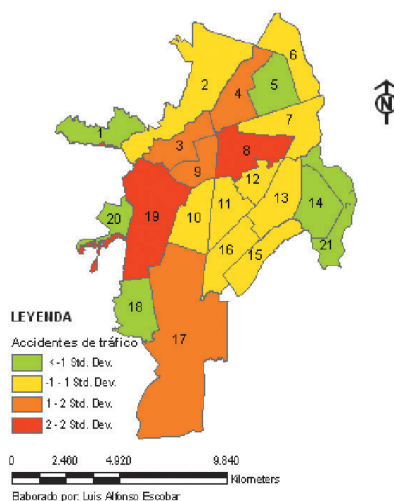 6
2
4
5
N
7
1
3
8
9
12
13
14
20
19
10
11
16
15
21
18
17
LEYENDA
Accidentes de tráfico
< -1 Std. Dev.
-1 - 1 Std. Dev.
1 - 2 Std. Dev.
2 - 2 Std. Dev.
0 2.460 4.920 9.840
Kilometers
Elaborado por: Luis Alfonso Escobar